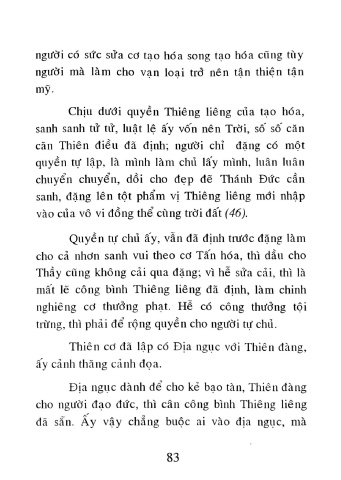 người có sức sửa cơ tạo hóa song tạo hóa cũng tùy
người mà làm cho vạn loại trở nên tận thiện tận
mỹ.
Chịu dưới quyền Thiêng liêng của tạo hóa,
sanh sanh tử tử, luật lệ ấy vốn nên Trời, số số căn
căn Thiên điều đã định; người chỉ đặng có một
quyền tự lập, là mình làm chủ lấy mình, luân luân
chuyển chuyển, dồi cho đẹp đẽ Thánh Đức cần
sanh, đặng lên tột phẩm vị Thiêng liêng mới nhập
vào của vô vi đồng thể cùng trời đất (46).
Quyền tự chủ ấy, vẫn đã định trước đặng làm
cho cả nhơn sanh vui theo cơ Tấn hóa, thì dầu cho
Thầy cũng không cải qua đặng; vì hễ sửa cải, thì là
mất lẽ công bình Thiêng liêng đã định, làm chinh
nghiêng cơ thưởng phạt. Hễ có công thưởng tội
trừng, thì phải để rộng quyền cho người tự chủ.
Thiên cơ đã lập có Địa ngục với Thiên đàng,
ấy cảnh thăng cảnh đọa.
Địa ngục dành để cho kẻ bạo tàn, Thiên đàng
cho người đạo đức, thì cân công bình Thiêng liêng
đã sẵn. Ấy vậy chẳng buộc ai vào địa ngục, mà
83